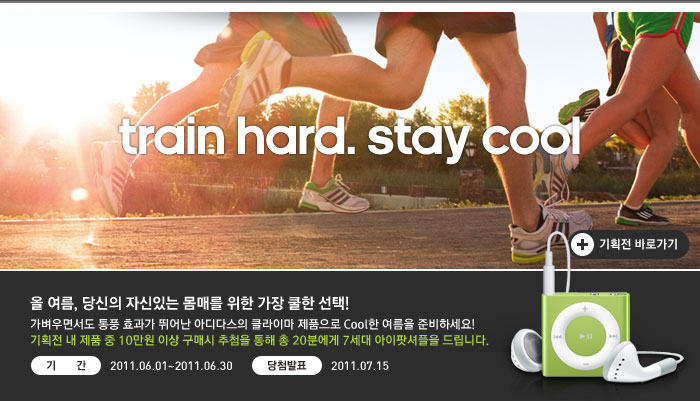 train hard. stay cool
기획전 바로가기
올 여름, 당신의 자신있는 몸매를 위한 가장 쿨한 선택!
가벼우면서도 통풍 효과가 뛰어난 아디다스의 클라이마 제품으로 Cool한 여름을 준비하세요!
기획전 내 제품 중 10만원 이상 구매시 추첨을 통해 총 20분에게 7세대 아이팟셔플을 드립니다.
기 간 2011.06.01~2011.06.30 당첨발표 2011.07.15